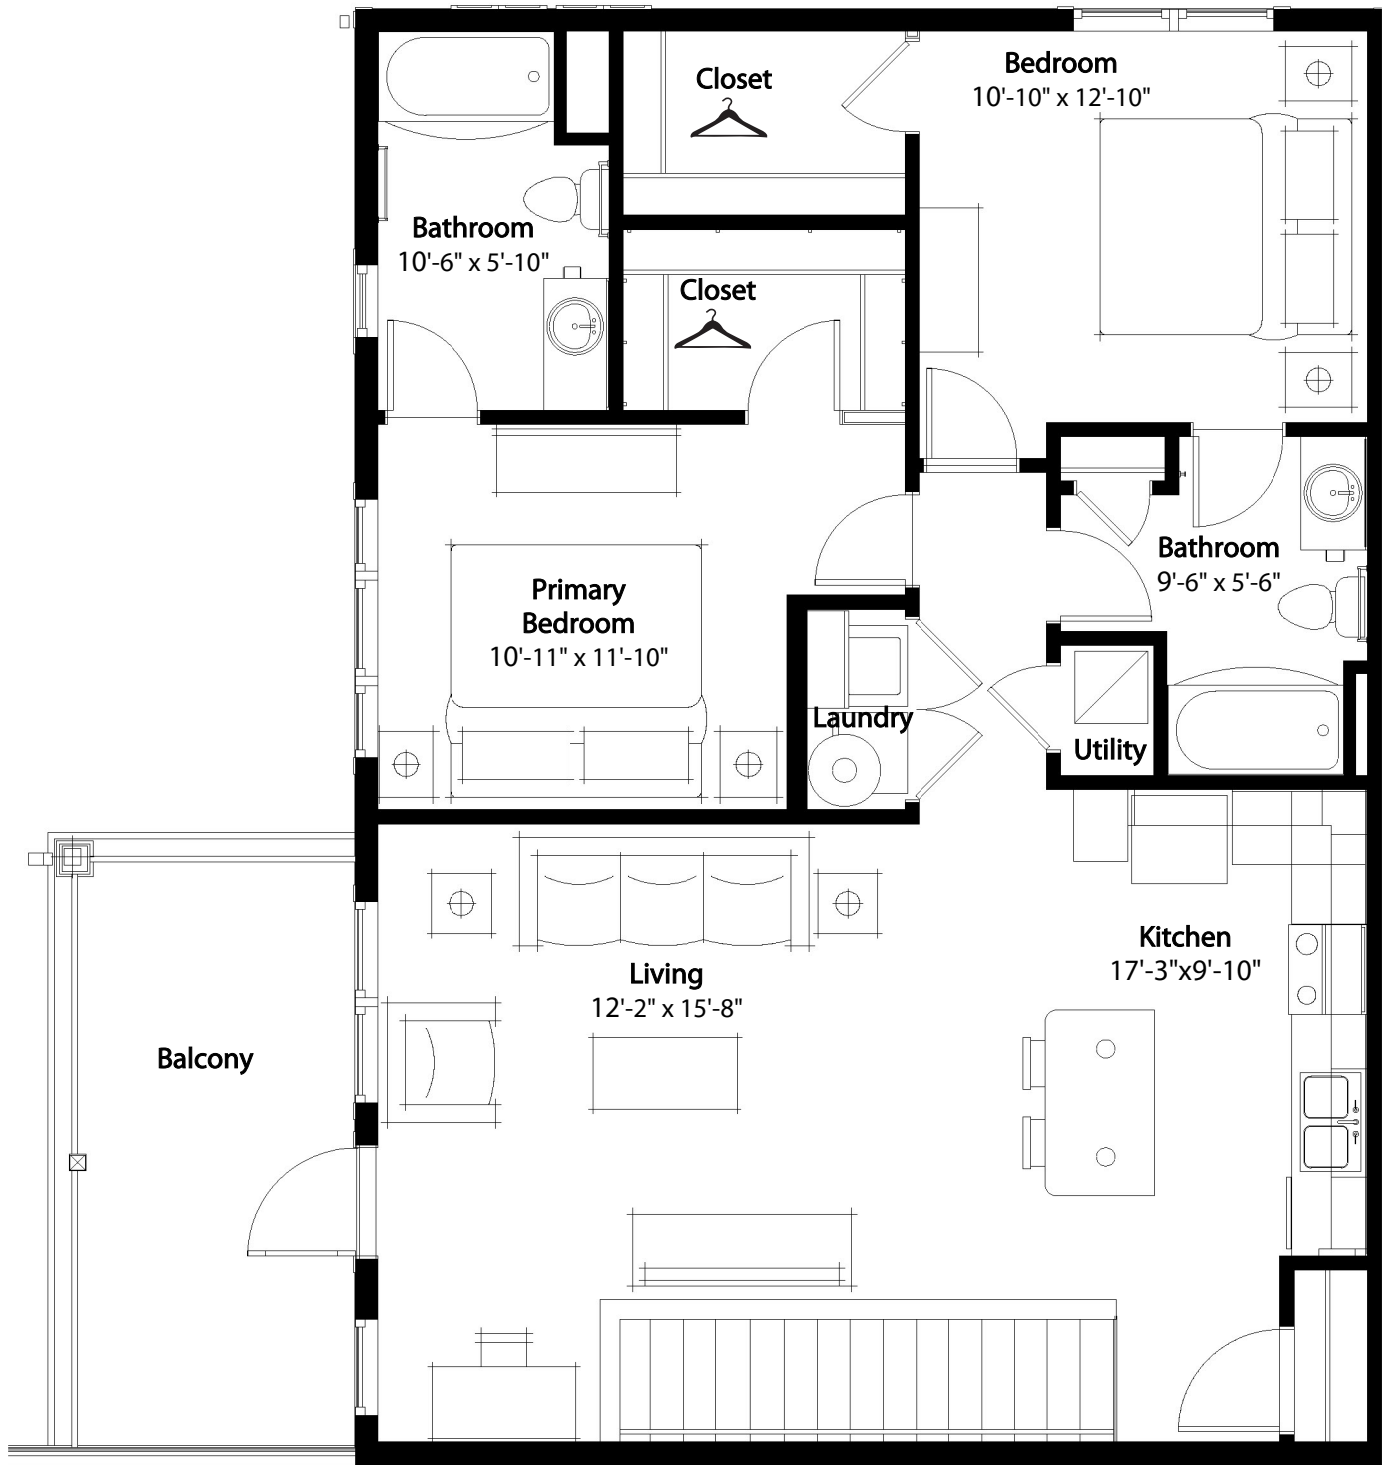 Closet
Bedroom
10'-10" x 12'-10"
Bathroom
10'-6" x 5'-10"
Closet
Primary
Bedroom
10'-11" x 11'-10"
Bathroom
9'-6" x 5'-6"
Laundry
Utility
Kitchen
17'-3"x9'-10"
Living
12'-2" x 15'-8"
Balcony